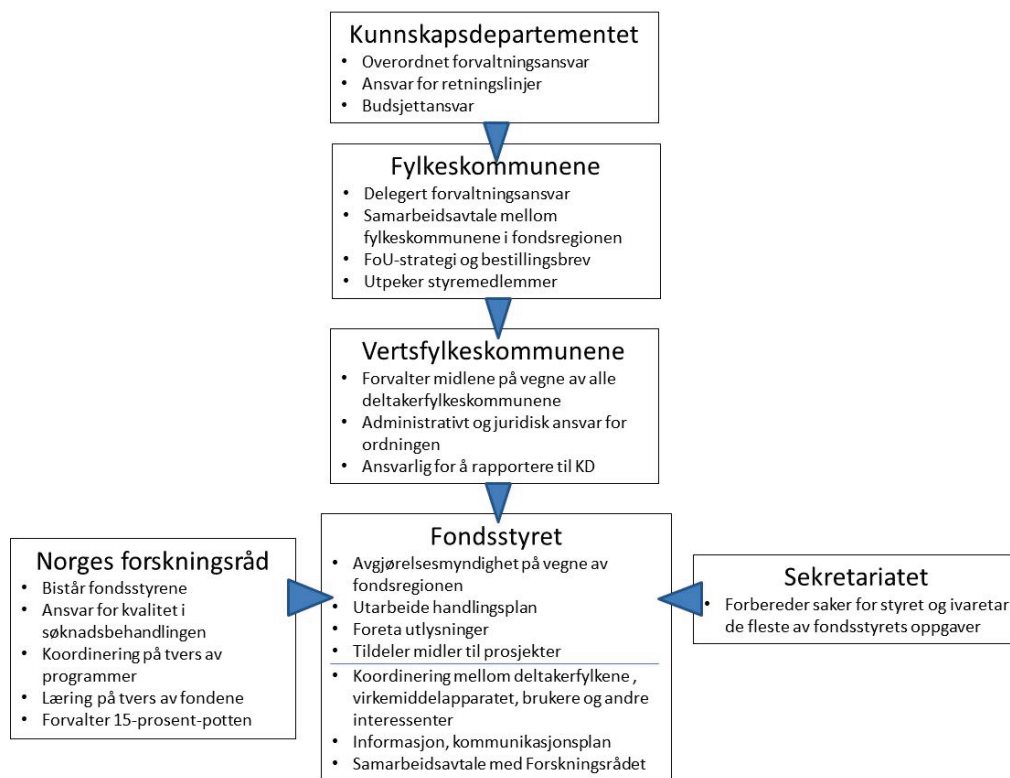 Kunnskapsdepartementet
• Overordnet forvaltningsansvar
• Ansvar for retningslinjer
• Budsjettansvar
Fylkeskommunene
• Delegert forvaltningsansvar
• Samarbeidsavtale mellom
fylkeskommunene i fondsregionen
• FoU-strategi og bestillingsbrev
• Utpeker styremedlemmer
Vertsfylkeskommunene
• Forvalter midlene på vegne av alle
deltakerfylkeskommunene
• Administrativt og juridisk ansvar for
ordningen
• Ansvarlig for å rapportere til KD
Norges forskningsråd
• Bistår fondsstyrene
• Ansvar for kvalitet i
søknadsbehandlingen
• Koordinering på tvers av
programmer
• Læring på tvers av fondene
• Forvalter 15-prosent-potten
Fondsstyret
• Avgjørelsesmyndighet på vegne av
fondsregionen
• Utarbeide handlingsplan
• Foreta utlysninger
• Tildeler midler til prosjekter
• Koordinering mellom deltakerfylkene ,
virkemiddelapparatet, brukere og andre
interessenter
• Informasjon, kommunikasjonsplan
• Samarbeidsavtale med Forskningsrådet
Sekretariatet
• Forbereder saker for styret og ivaretar
de fleste av fondsstyrets oppgaver